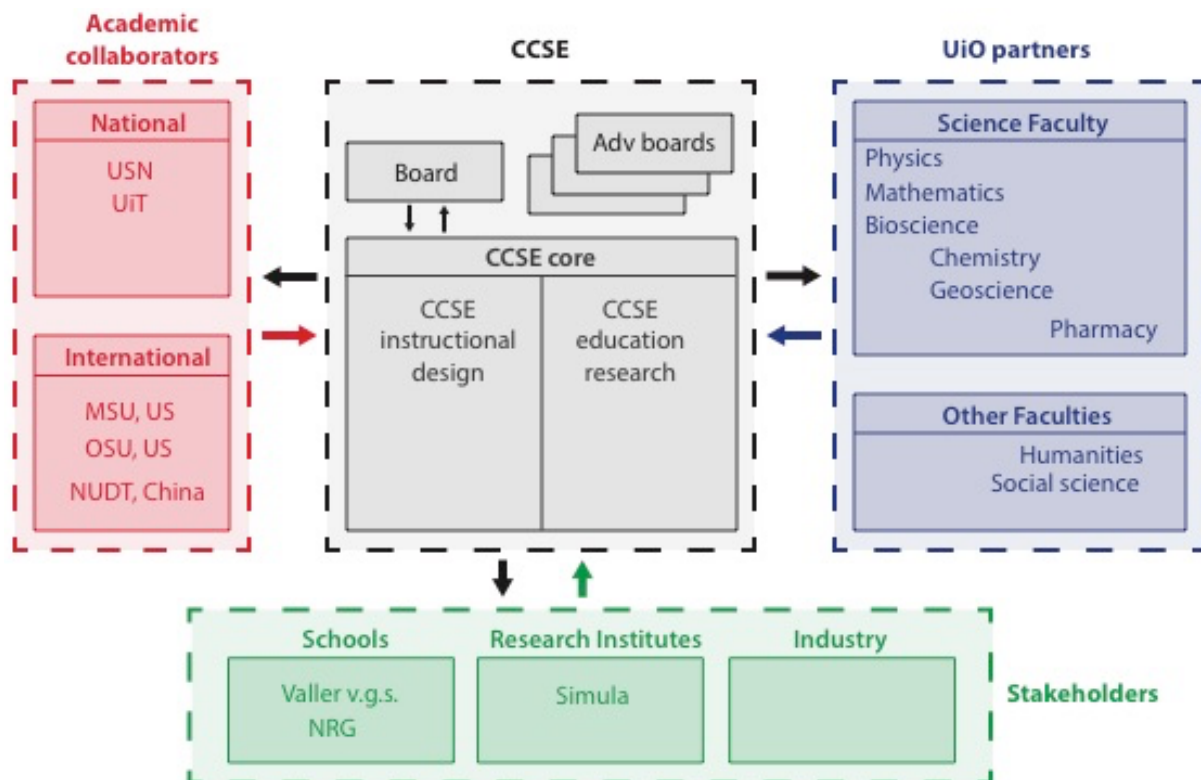 Academic
collaborators
National
USN
UiT
International
MSU, US
OSU, US
NUDT, China
CCSE
Board
Adv boards
CCSE core
CCSE
instructional
design
CCSE
education
research
UiO partners
Science Faculty
Physics
Mathematics
Bioscience
Chemistry
Geoscience
Pharmacy
Other Faculties
Humanities
Social science
Schools
Valler v.g.s.
NRG
Research Institutes
Simula
Industry
Stakeholders